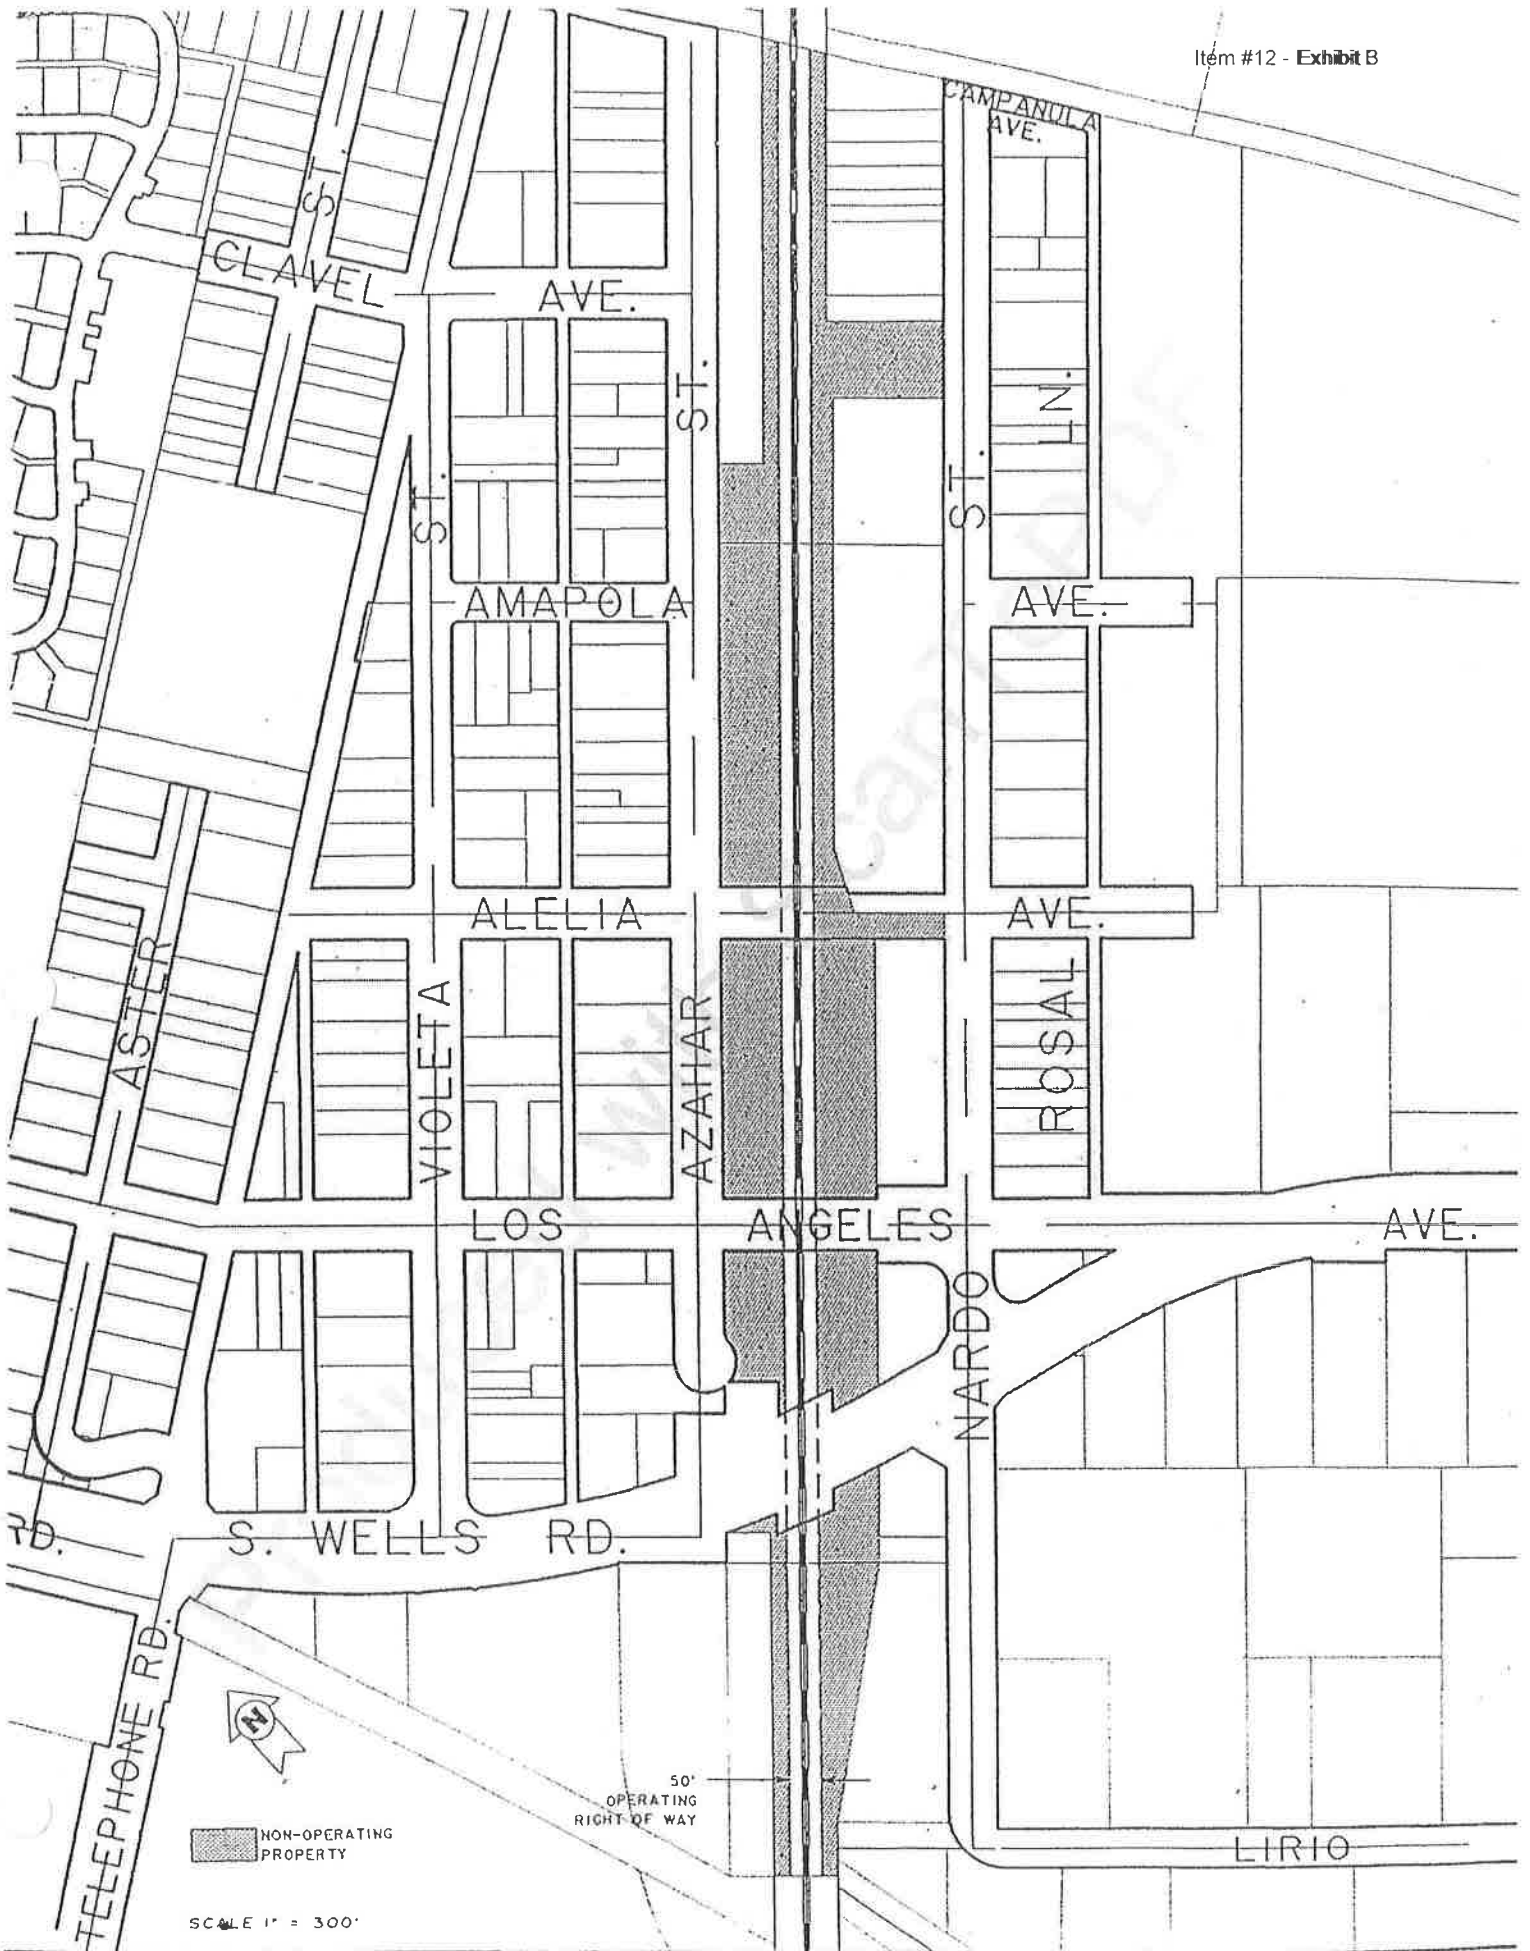 Item #12 - Exhibit B
CAMPANULA
AVE.
ST.
CLAVEL
AVE.
ST.
LN.
ST.
ST.
AMAPOLA
AVE.
ALELIA
AVE.
ASTER
VIOLETA
AZAHAR
ROSAL
LOS ANGELES AVE.
NARDO
RD.
S. WELLS RD.
TELEPHONE RD.
N
50'
OPERATING
RIGHT OF WAY
NON-OPERATING
PROPERTY
LIRIO
SCALE 1" = 300'